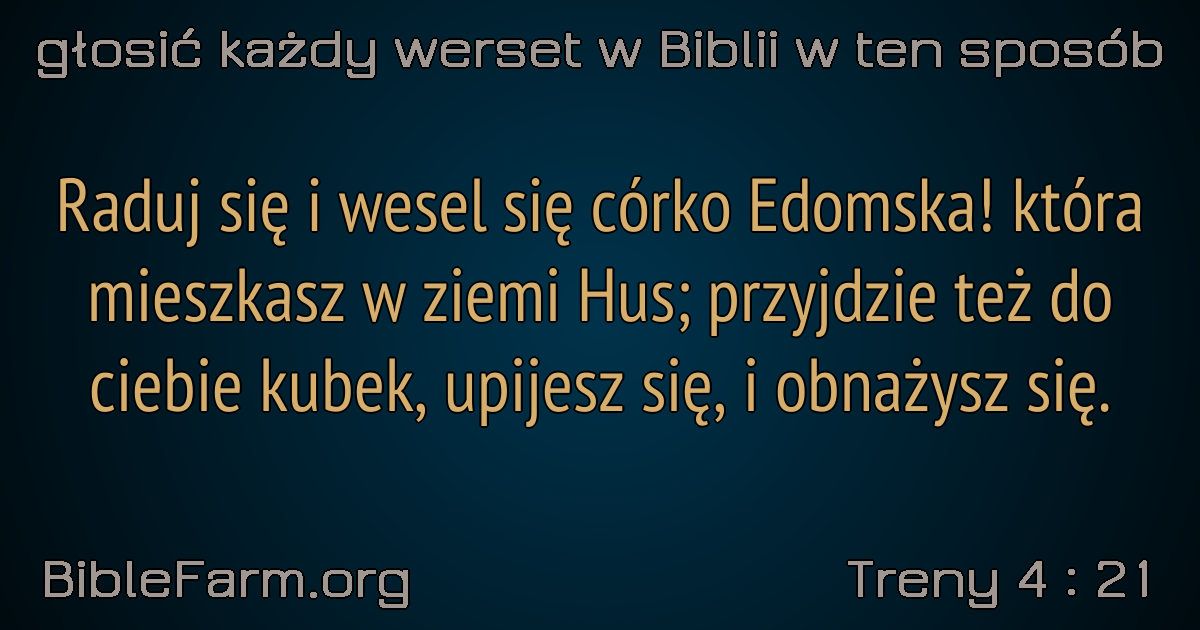 głosić każdy werset w Biblii w ten sposób
Raduj się i wesel się córko Edomska! która
mieszkasz w ziemi Hus; przyjdzie też do
ciebie kubek, upijesz się, i obnażysz się.
BibleFarm.org
Treny 4 : 21